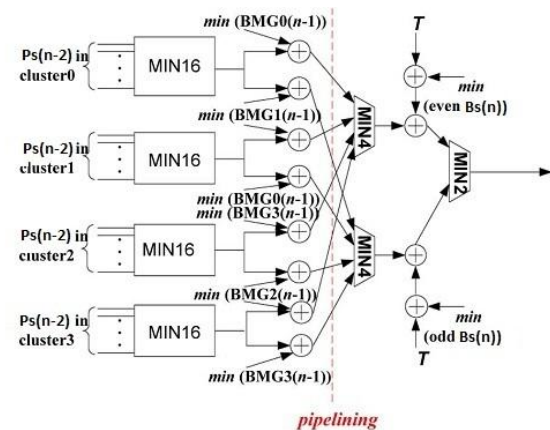 min (BMG0(n-1))
T
Ps(n-2) in
cluster0
MIN16
min
(even Bs(n))
MIN4
min (BMG1(n-1))
Ps(n-2) in
cluster1
MIN16
MIN2
min (BMG0(n-1))
min (BMG3(n-1))
Ps(n-2) in
cluster2
MIN16
MIN4
min (BMG2(n-1))
Ps(n-2) in
cluster3
MIN16
min
(odd Bs(n))
T
min (BMG3(n-1))
pipelining